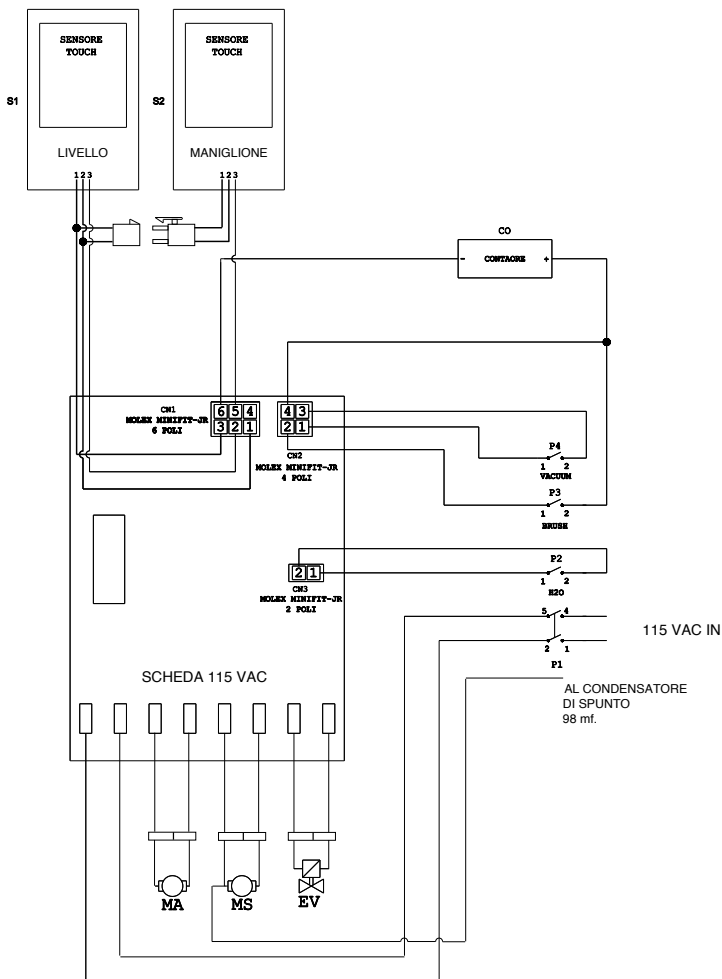 SENSORE
TOUCH
S1
LIVELLO
1 2 3
SENSORE
TOUCH
S2
MANIGLIONE
1 2 3
CO
- CONTAORE +
CN1
MOLEX MINIFIT-JR
6 POLI
6 5 4
3 2 1
4 3
2 1
CN2
MOLEX MINIFIT-JR
4 POLI
P4
1 2
VACUUM
P3
1 2
BRUSH
2 1
CN3
MOLEX MINIFIT-JR
2 POLI
P2
1 2
H2O
5 4
2 1
P1
115 VAC IN
SCHEDA 115 VAC
AL CONDENSATORE
DI SPUNTO
98 mf.
MA
MS
EV